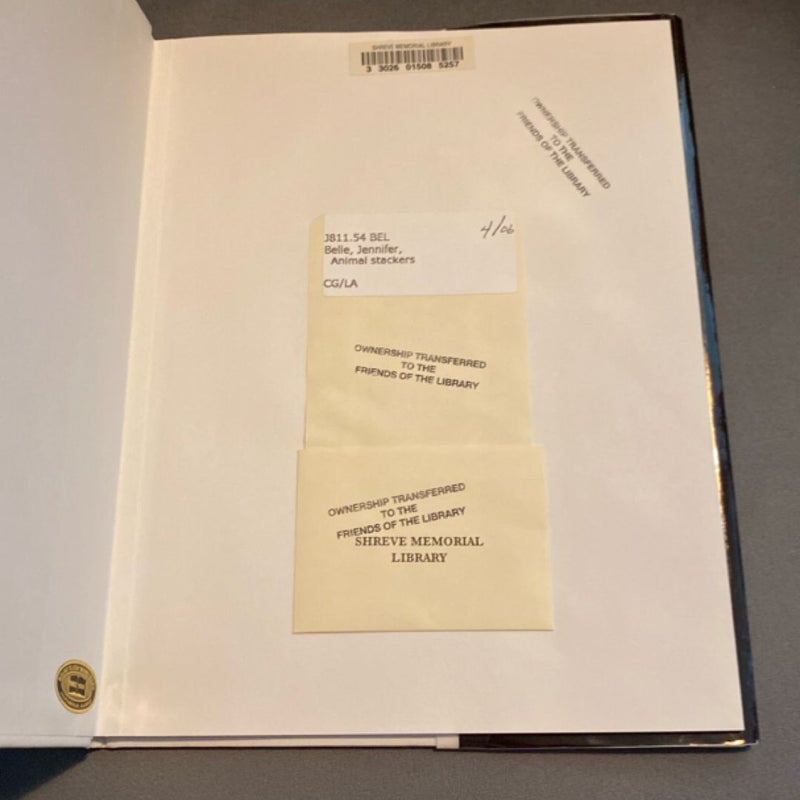 SHREVE MEMORIAL LIBRARY
3 3026 01508 5257
OWNERSHIP TRANSFERRED
TO THE
FRIENDS OF THE LIBRARY
J811.54 BEL
4/06
Belle, Jennifer,
Animal stackers
CG/LA
OWNERSHIP TRANSFERRED
TO THE
FRIENDS OF THE LIBRARY
OWNERSHIP TRANSFERRED
TO THE
FRIENDS OF THE LIBRARY
SHREVE MEMORIAL
LIBRARY